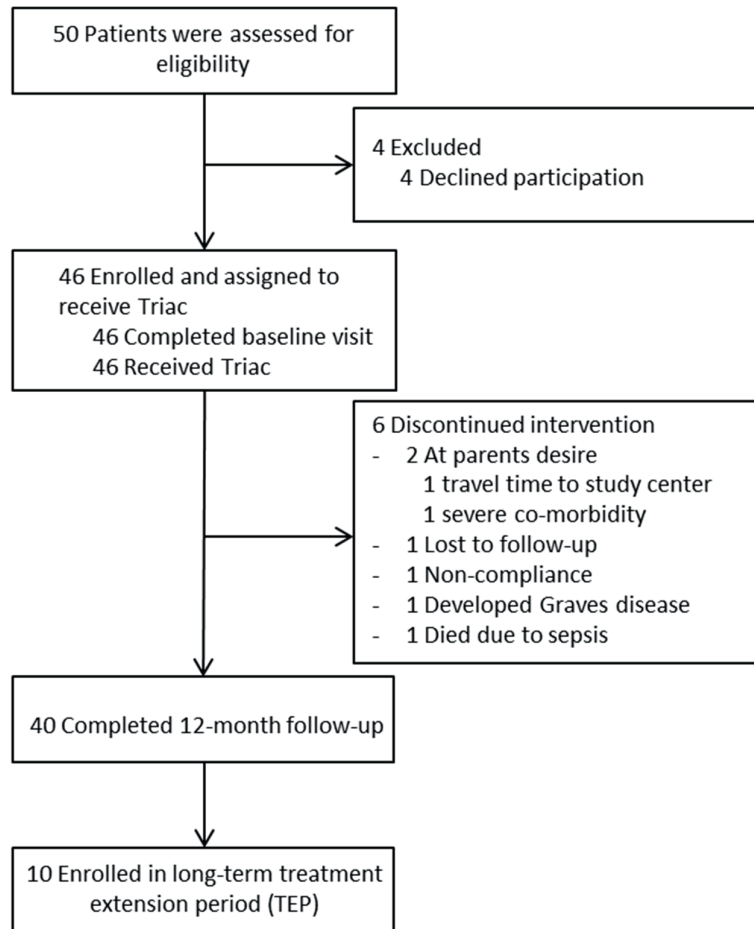 50 Patients were assessed for
eligibility
4 Excluded
4 Declined participation
46 Enrolled and assigned to
receive Triac
46 Completed baseline visit
46 Received Triac
6 Discontinued intervention
- 2 At parents desire
1 travel time to study center
1 severe co-morbidity
- 1 Lost to follow-up
- 1 Non-compliance
- 1 Developed Graves disease
- 1 Died due to sepsis
40 Completed 12-month follow-up
10 Enrolled in long-term treatment
extension period (TEP)